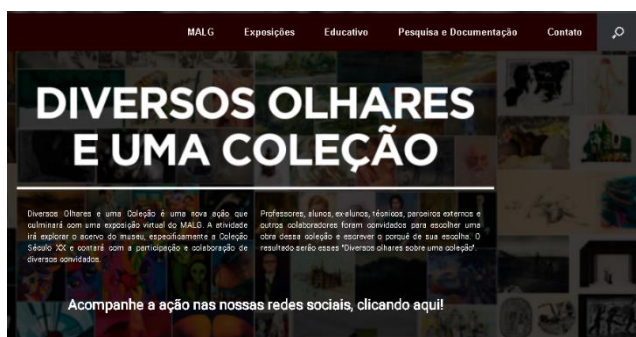 MALG Exposições Educativo Pesquisa e Documentação Contato
DIVERSOS OLHARES
E UMA COLEÇÃO
Diversos Olhares e uma Coleção é uma nova ação que
culminará com uma exposição virtual do MALG. A atividade
irá explorar o acervo do museu, especificamente a Coleção
Século XX e contará com a participação e colaboração de
diversos convidados.
Professores, alunos, ex-alunos, técnicos, parceiros externos e
outros colaboradores foram convidados para escolher uma
obra dessa coleção e escrever o porquê de sua escolha. O
resultado serão esses "Diversos olhares sobre uma coleção".
Acompanhe a ação nas nossas redes sociais, clicando aqui!